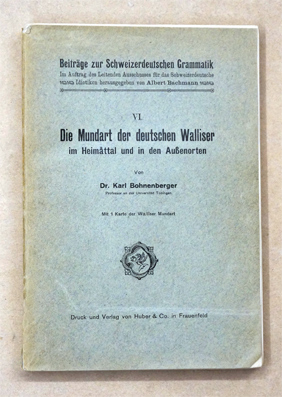 Beiträge zur Schweizerdeutschen Grammatik
Im Auftrag des Leitenden Ausschusses für das Schweizerdeutsche
Idiotikon herausgegeben von Albert Bachmann
VI.
Die Mundart der deutschen Walliser
im Heimattal und in den Außenorten
Von
Dr. Karl Bohnenberger
Professor an der Universität Tübingen
Mit 1 Karte der Walliser Mundart
Druck und Verlag von Huber & Co. in Frauenfeld